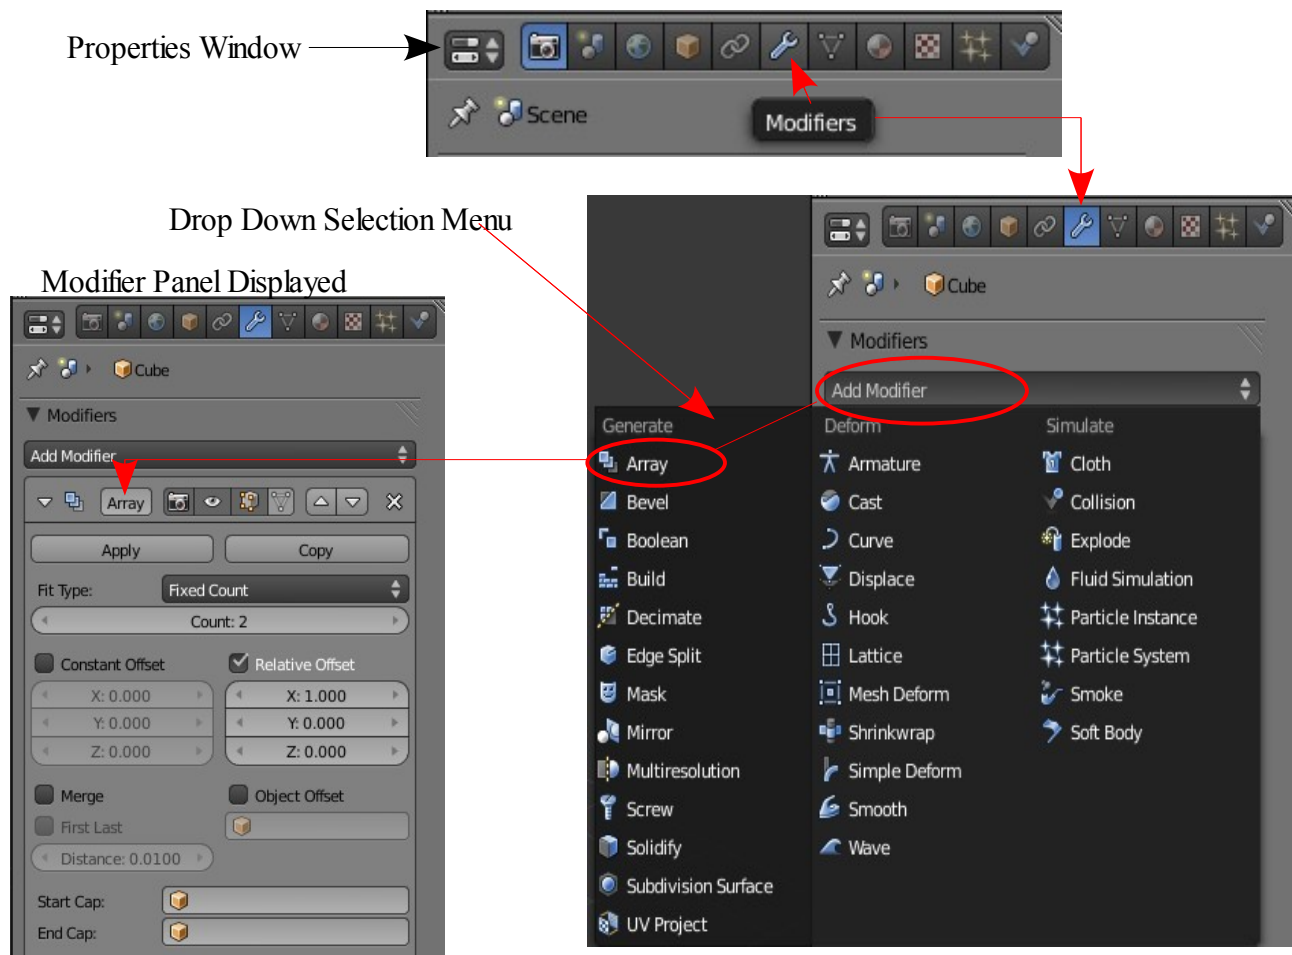 Properties Window
Scene
Modifiers
Drop Down Selection Menu
Modifier Panel Displayed
Cube
Modifiers
Add Modifier
Array
Apply
Copy
Fit Type:
Fixed Count
Count: 2
Constant Offset
Relative Offset
X: 0.000
X: 1.000
Y: 0.000
Y: 0.000
Z: 0.000
Z: 0.000
Merge
Object Offset
First Last
Distance: 0.0100
Start Cap:
End Cap:
Cube
Modifiers
Add Modifier
Generate
Array
Bevel
Boolean
Build
Decimate
Edge Split
Mask
Mirror
Multiresolution
Screw
Solidify
Subdivision Surface
UV Project
Deform
Armature
Cast
Curve
Displace
Hook
Lattice
Mesh Deform
Shrinkwrap
Simple Deform
Smooth
Wave
Simulate
Cloth
Collision
Explode
Fluid Simulation
Particle Instance
Particle System
Smoke
Soft Body